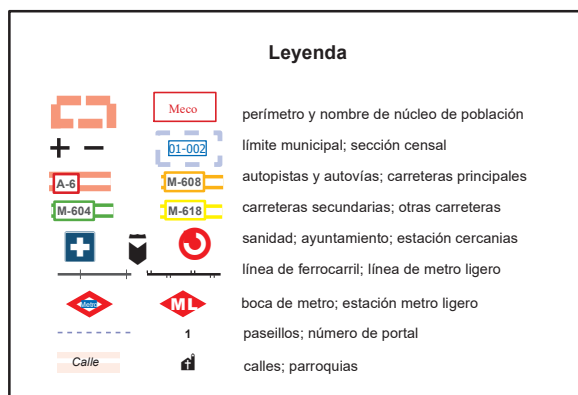 Leyenda
Meco perímetro y nombre de núcleo de población
01-002 límite municipal; sección censal
A-6 M-608 autopistas y autovías; carreteras principales
M-604 M-618 carreteras secundarias; otras carreteras
sanidad; ayuntamiento; estación cercanias
línea de ferrocarril; línea de metro ligero
Metro ML boca de metro; estación metro ligero
1 paseillos; número de portal
Calle calles; parroquias